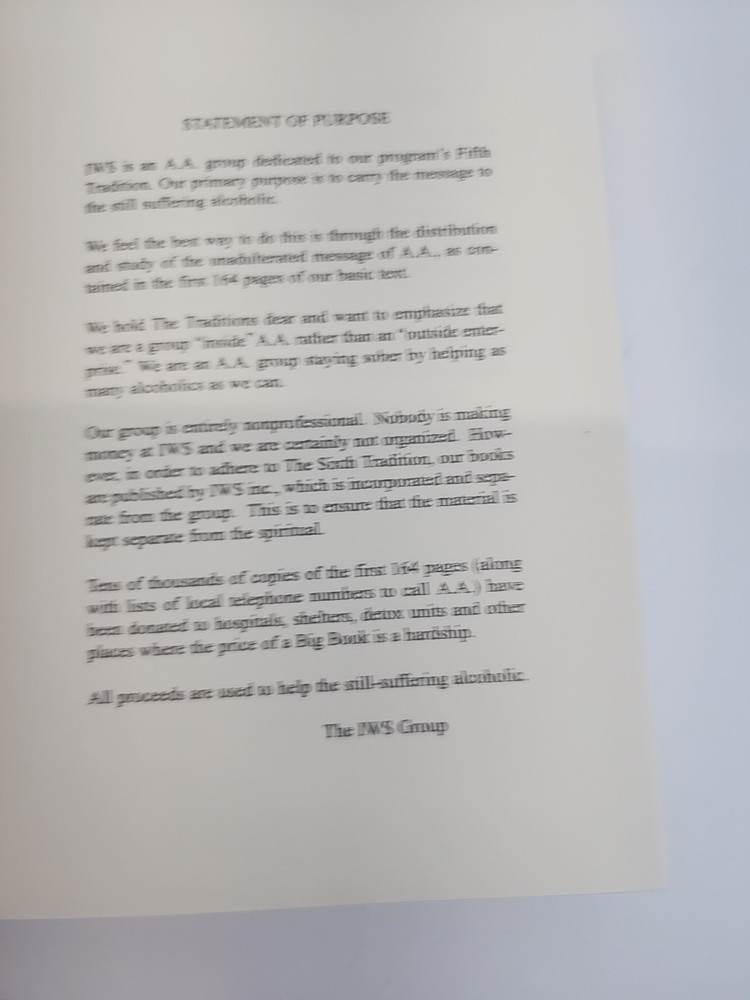 STATEMENT OF PURPOSE
IWS is an A.A. group dedicated to our program's Fifth
Tradition. Our primary purpose is to carry the message to
the still suffering alcoholic.
We feel the best way to do this is through the distribution
and study of the unadulterated message of A.A., as con-
tained in the first 164 pages of our basic text.
We hold The Traditions dear and want to emphasize that
we are a group "inside" A.A. rather than an "outside enter-
prise." We are an A.A. group staying sober by helping as
many alcoholics as we can.
Our group is entirely nonprofessional. Nobody is making
money at IWS and we are certainly not organized. How-
ever, in order to adhere to The Sixth Tradition, our books
are published by IWS inc., which is incorporated and sepa-
rate from the group. This is to ensure that the material is
kept separate from the spiritual.
Tens of thousands of copies of the first 164 pages (along
with lists of local telephone numbers to call A.A.) have
been donated to hospitals, shelters, detox units and other
places where the price of a Big Book is a hardship.
All proceeds are used to help the still-suffering alcoholic.
The IWS Group